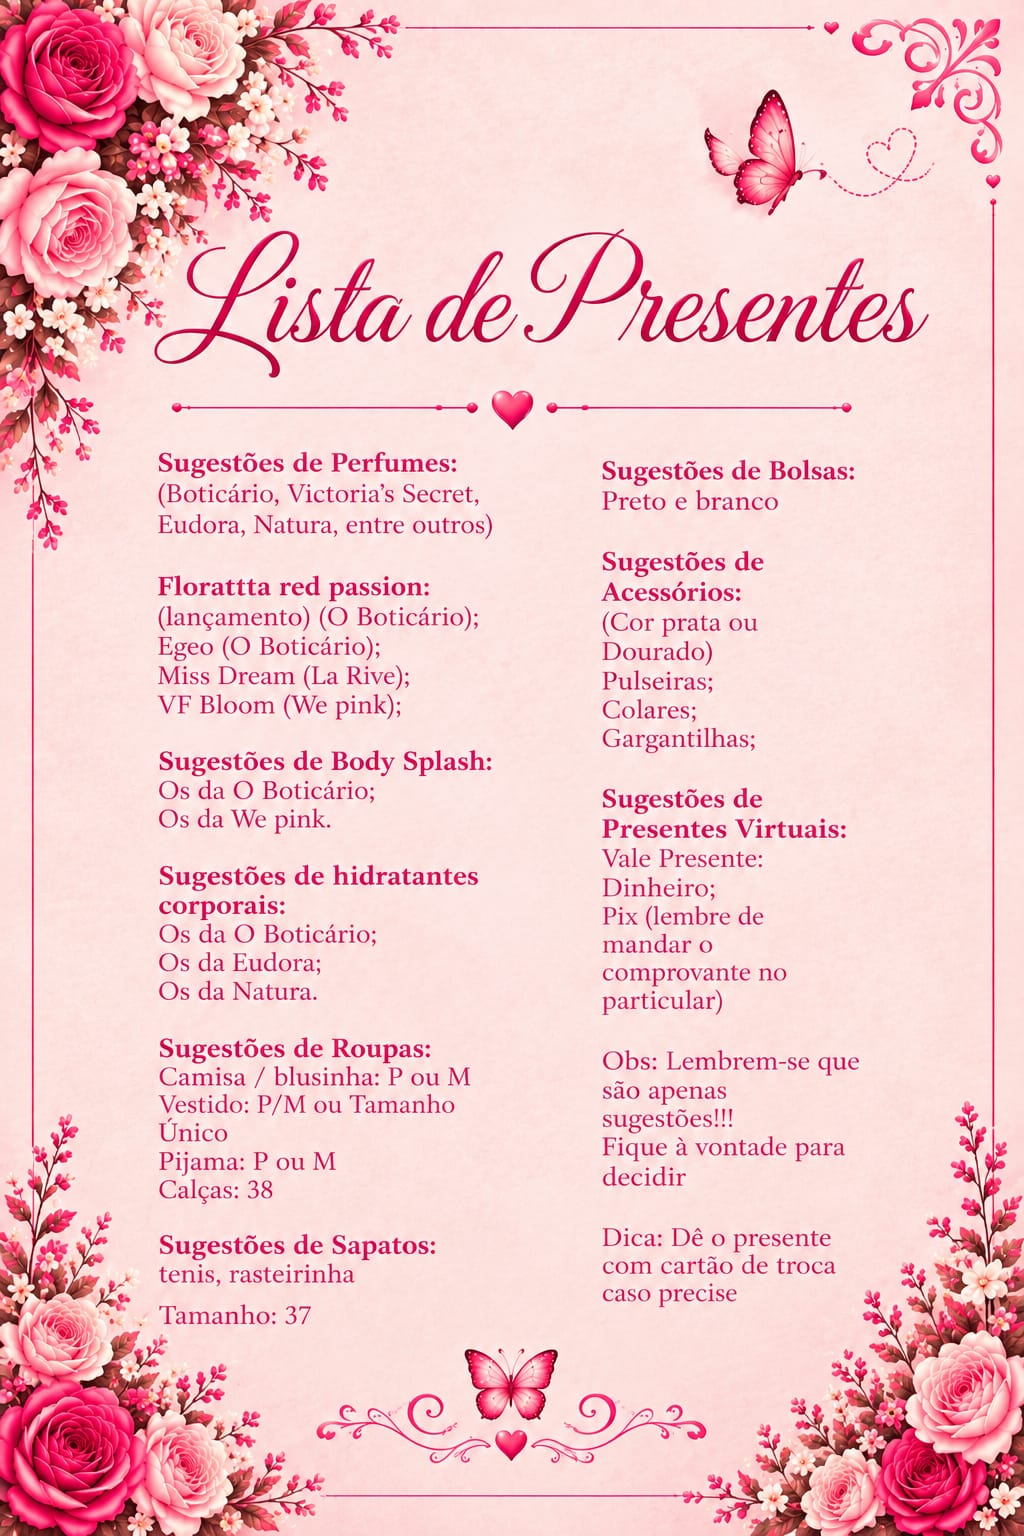 Lista de Presentes
Sugestões de Perfumes:
(Boticário, Victoria’s Secret,
Eudora, Natura, entre outros)
Florattta red passion:
(lançamento) (O Boticário);
Egeo (O Boticário);
Miss Dream (La Rive);
VF Bloom (We pink);
Sugestões de Body Splash:
Os da O Boticário;
Os da We pink.
Sugestões de hidratantes
corporais:
Os da O Boticário;
Os da Eudora;
Os da Natura.
Sugestões de Roupas:
Camisa / blusinha: P ou M
Vestido: P/M ou Tamanho
Único
Pijama: P ou M
Calças: 38
Sugestões de Sapatos:
tenis, rasteirinha
Tamanho: 37
Sugestões de Bolsas:
Preto e branco
Sugestões de
Acessórios:
(Cor prata ou
Dourado)
Pulseiras;
Colares;
Gargantilhas;
Sugestões de
Presentes Virtuais:
Vale Presente:
Dinheiro;
Pix (lembre de
mandar o
comprovante no
particular)
Obs: Lembrem-se que
são apenas
sugestões!!!
Fique à vontade para
decidir
Dica: Dê o presente
com cartão de troca
caso precise